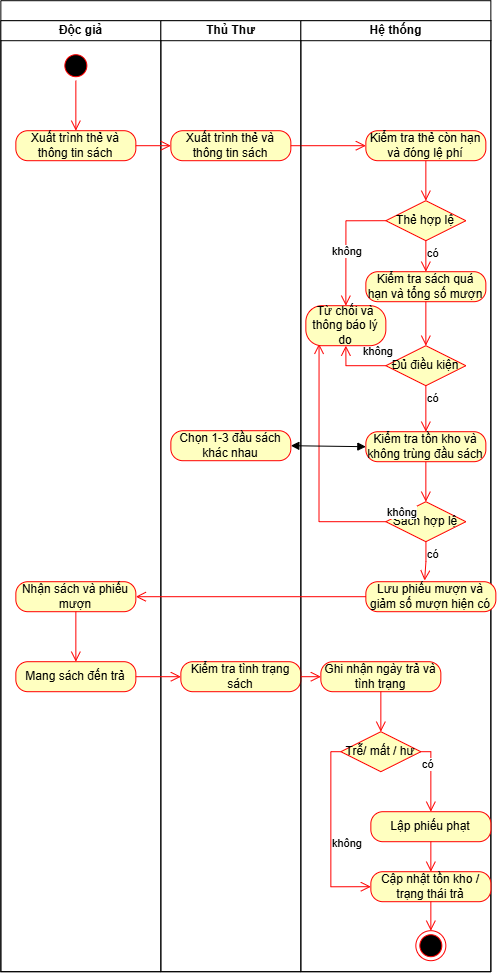 Độc giả
Thủ Thư
Hệ thống
Xuất trình thẻ và
thông tin sách
Xuất trình thẻ và
thông tin sách
Kiểm tra thẻ còn hạn
và đóng lệ phí
Thẻ hợp lệ
không
có
Kiểm tra sách quá
hạn và tổng số mượn
Từ chối và
thông báo lý
do
không
Đủ điều kiện
có
Chọn 1-3 đầu sách
khác nhau
Kiểm tra tồn kho và
không trùng đầu sách
không
Sách hợp lệ
có
Nhận sách và phiếu
mượn
Lưu phiếu mượn và
giảm số mượn hiện có
Mang sách đến trả
Kiểm tra tình trạng
sách
Ghi nhận ngày trả và
tình trạng
Trễ/ mất / hư
có
Lập phiếu phạt
không
Cập nhật tồn kho /
trạng thái trả